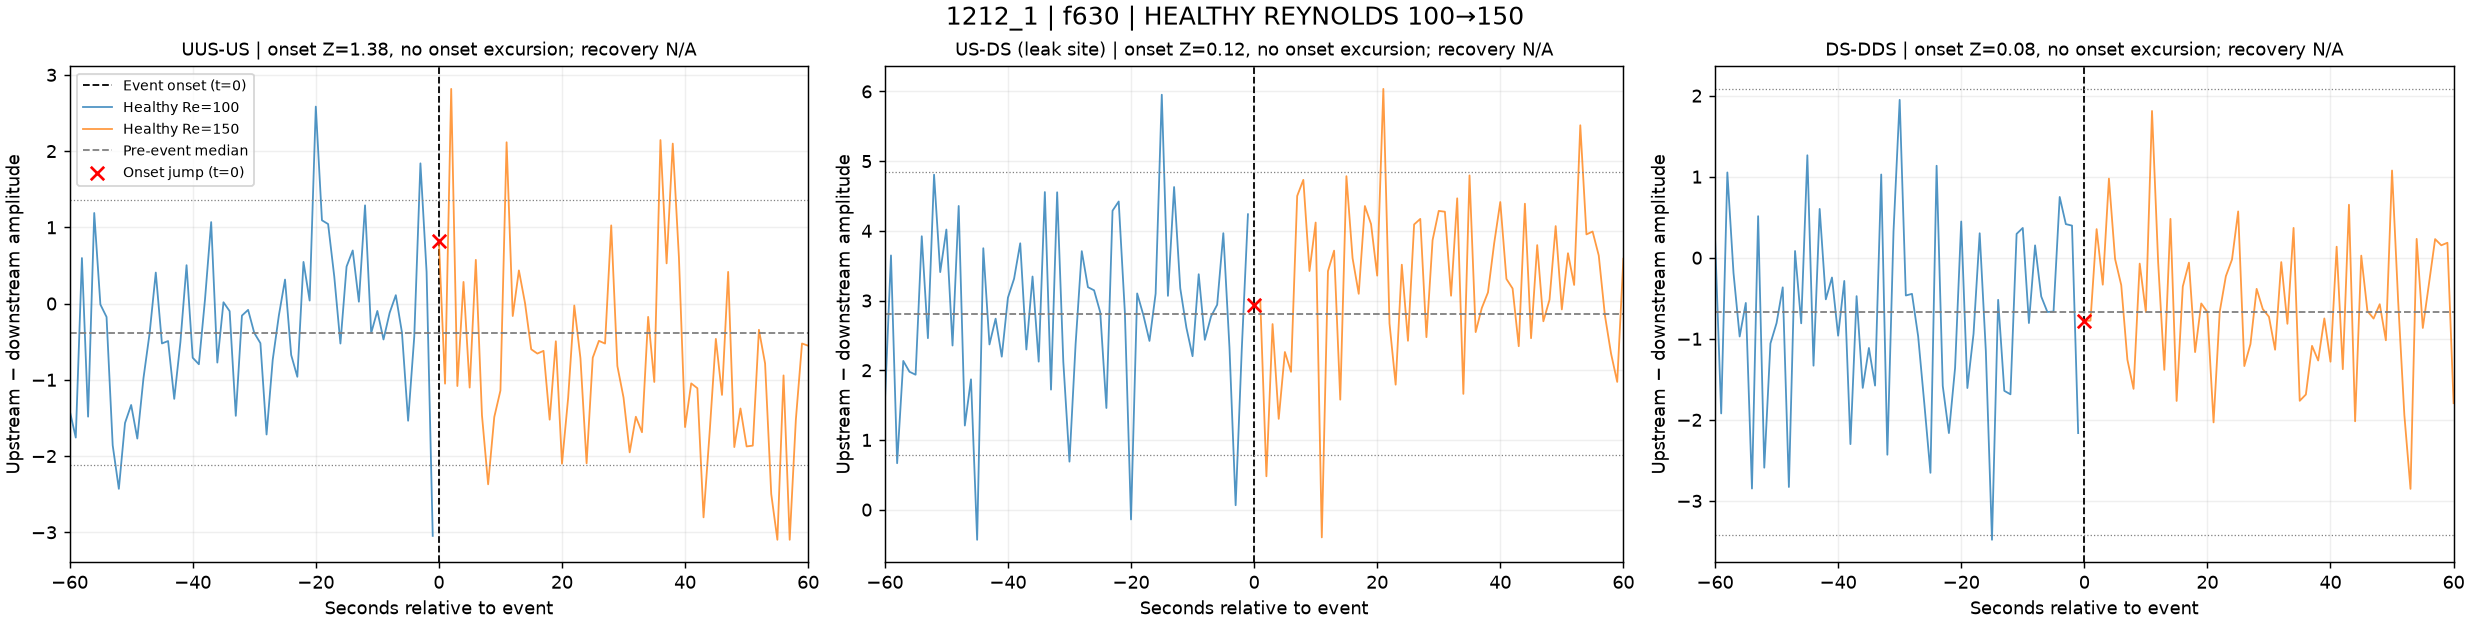 1212_1 | f630 | HEALTHY REYNOLDS 100→150
UUS-US | onset Z=1.38, no onset excursion; recovery N/A
Upstream − downstream amplitude
3
2
1
0
−1
−2
−3
Event onset (t=0)
Healthy Re=100
Healthy Re=150
Pre-event median
Onset jump (t=0)
−60 −40 −20 0 20 40 60
Seconds relative to event
US-DS (leak site) | onset Z=0.12, no onset excursion; recovery N/A
Upstream − downstream amplitude
6
5
4
3
2
1
0
−60 −40 −20 0 20 40 60
Seconds relative to event
DS-DDS | onset Z=0.08, no onset excursion; recovery N/A
Upstream − downstream amplitude
2
1
0
−1
−2
−3
−60 −40 −20 0 20 40 60
Seconds relative to event